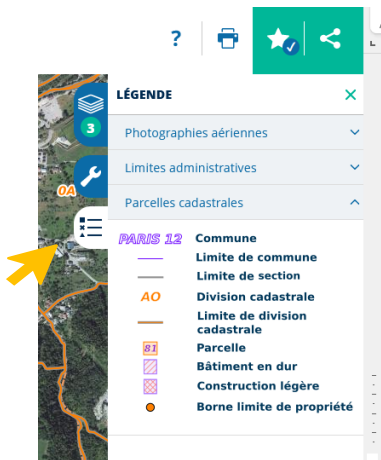 ?
LÉGENDE
3
Photographies aériennes
Limites administratives
0A
Parcelles cadastrales
PARIS 12 Commune
Limite de commune
Limite de section
AO Division cadastrale
Limite de division
cadastrale
81 Parcelle
Bâtiment en dur
Construction légère
Borne limite de propriété